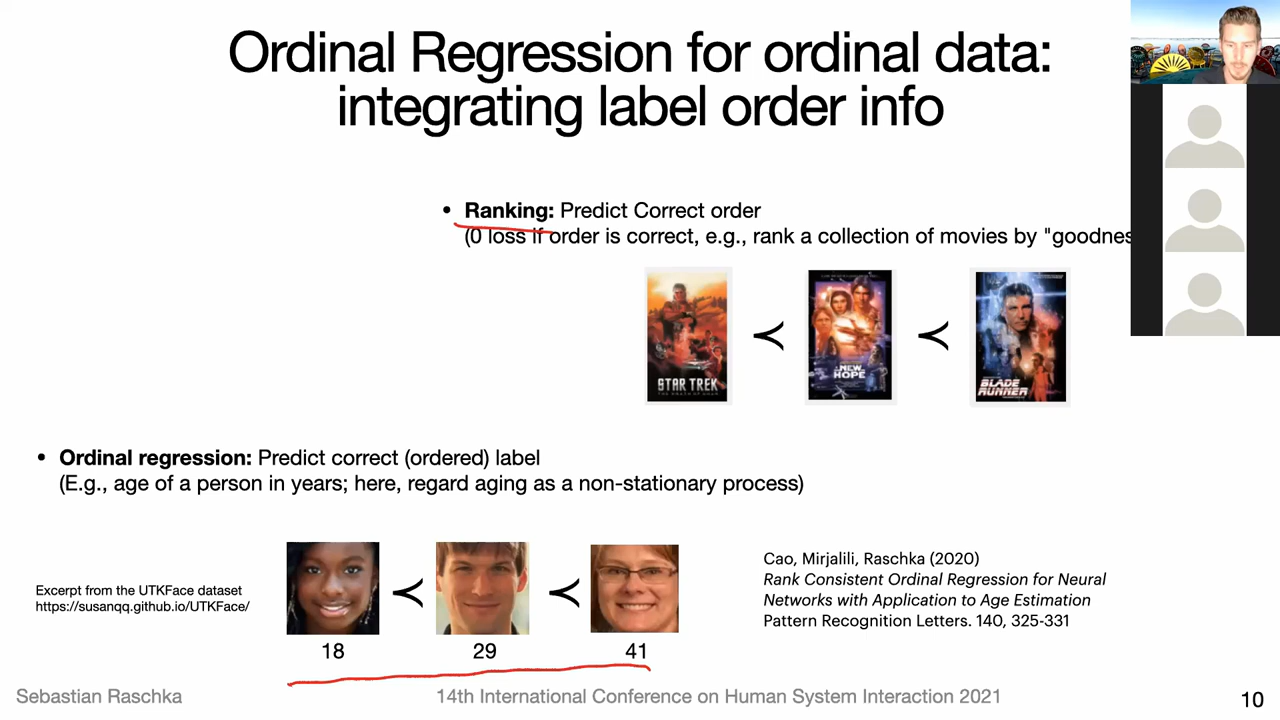 Ordinal Regression for ordinal data:
integrating label order info
• Ranking: Predict Correct order
(0 loss if order is correct, e.g., rank a collection of movies by "goodnes
STAR TREK
A NEW
HOPE
BLADE
RUNNER
• Ordinal regression: Predict correct (ordered) label
(E.g., age of a person in years; here, regard aging as a non-stationary process)
Excerpt from the UTKFace dataset
https://susanqq.github.io/UTKFace/
18
29
41
Cao, Mirjalili, Raschka (2020)
Rank Consistent Ordinal Regression for Neural
Networks with Application to Age Estimation
Pattern Recognition Letters. 140, 325-331
Sebastian Raschka
14th International Conference on Human System Interaction 2021
10